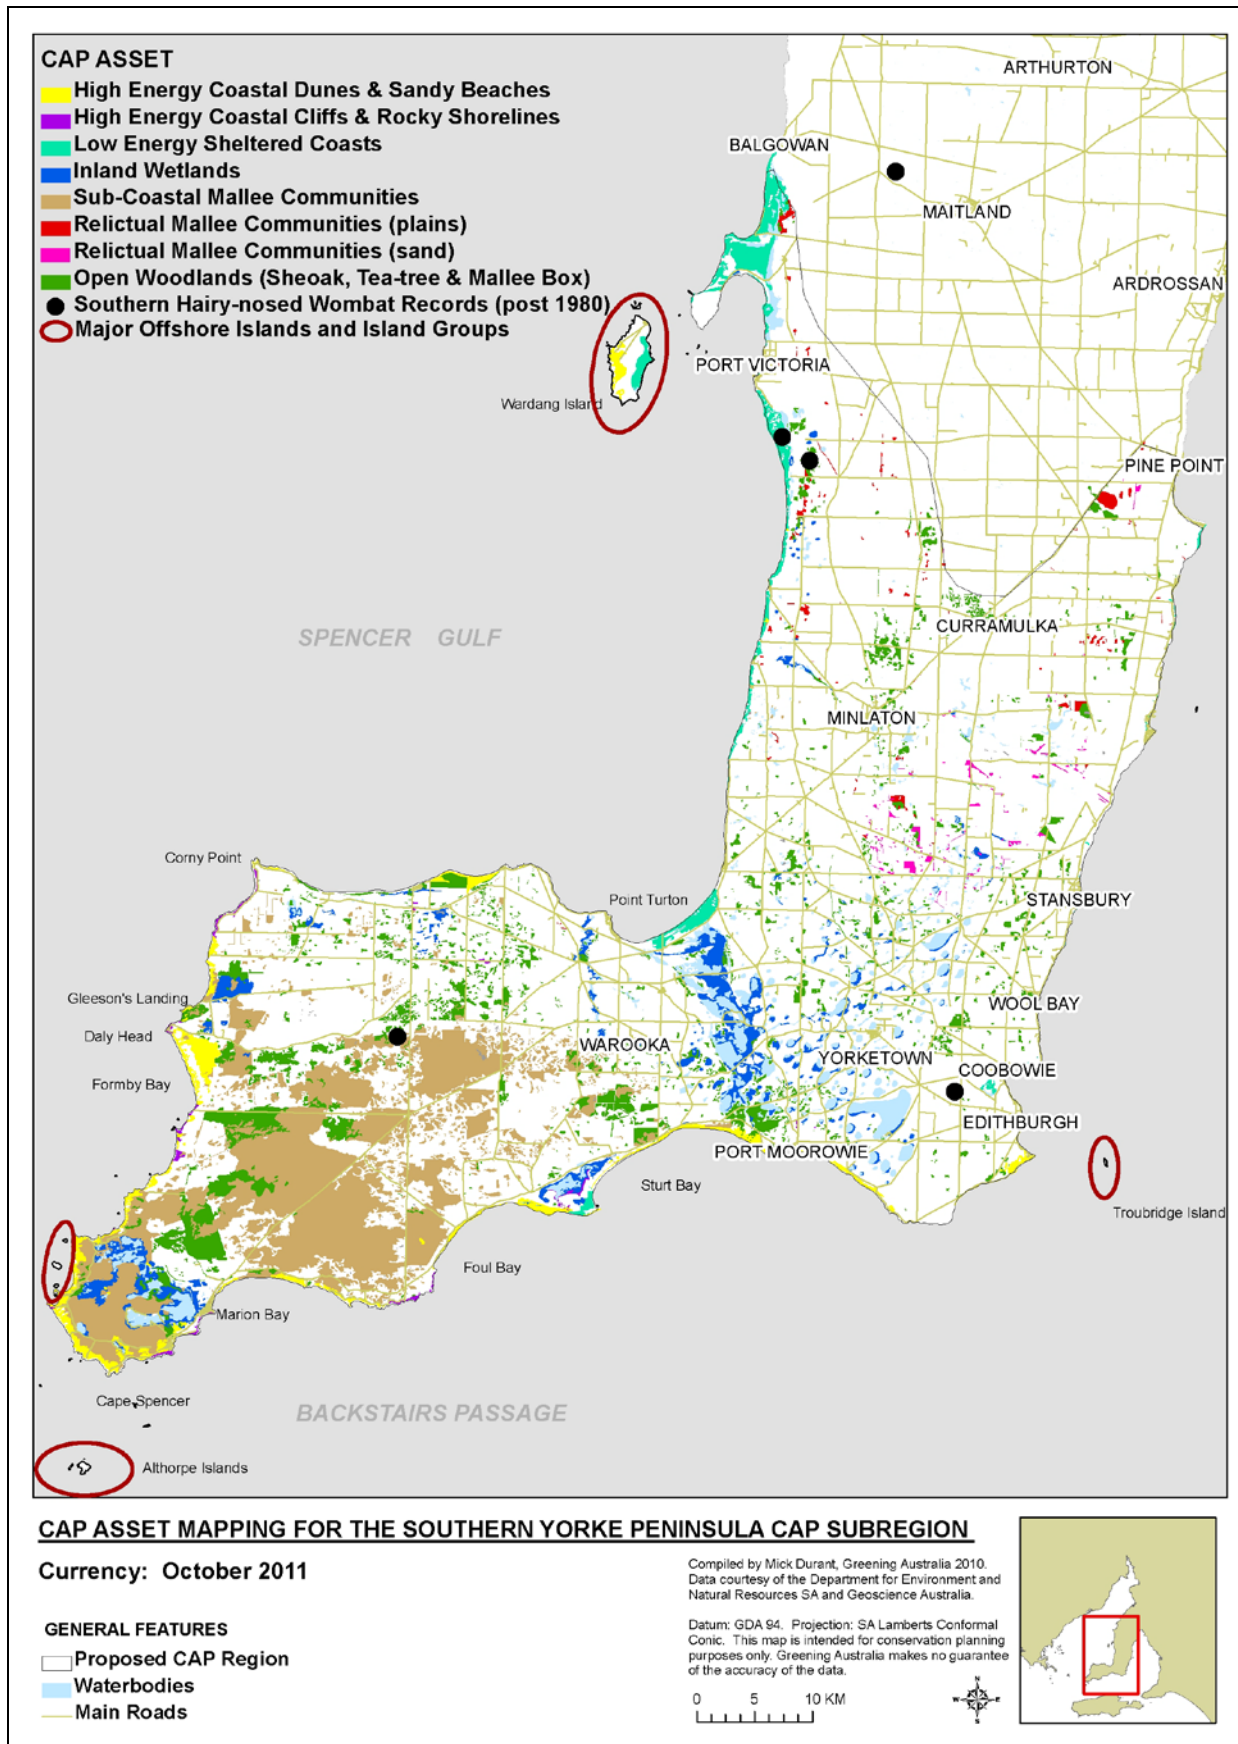 CAP ASSET
High Energy Coastal Dunes & Sandy Beaches
High Energy Coastal Cliffs & Rocky Shorelines
Low Energy Sheltered Coasts
Inland Wetlands
Sub-Coastal Mallee Communities
Relictual Mallee Communities (plains)
Relictual Mallee Communities (sand)
Open Woodlands (Sheoak, Tea-tree & Mallee Box)
Southern Hairy-nosed Wombat Records (post 1980)
Major Offshore Islands and Island Groups
ARTHURTON
BALGOWAN
MAITLAND
ARDROSSAN
PORT VICTORIA
Wardang Island
PINE POINT
SPENCER GULF
CURRAMULKA
MINLATON
Corny Point
Point Turton
STANSBURY
Gleeson's Landing
WOOL BAY
Daly Head
WAROOKA
YORKETOWN
COOBOWIE
Formby Bay
EDITHBURGH
PORT MOOROWIE
Sturt Bay
Troubridge Island
Foul Bay
Marion Bay
Cape Spencer
BACKSTAIRS PASSAGE
Althorpe Islands
CAP ASSET MAPPING FOR THE SOUTHERN YORKE PENINSULA CAP SUBREGION
Currency: October 2011
GENERAL FEATURES
Proposed CAP Region
Waterbodies
Main Roads
Compiled by Mick Durant, Greening Australia 2010.
Data courtesy of the Department for Environment and
Natural Resources SA and Geoscience Australia.
Datum: GDA 94. Projection: SA Lamberts Conformal
Conic. This map is intended for conservation planning
purposes only. Greening Australia makes no guarantee
of the accuracy of the data.
0 5 10 KM
N
W E
S